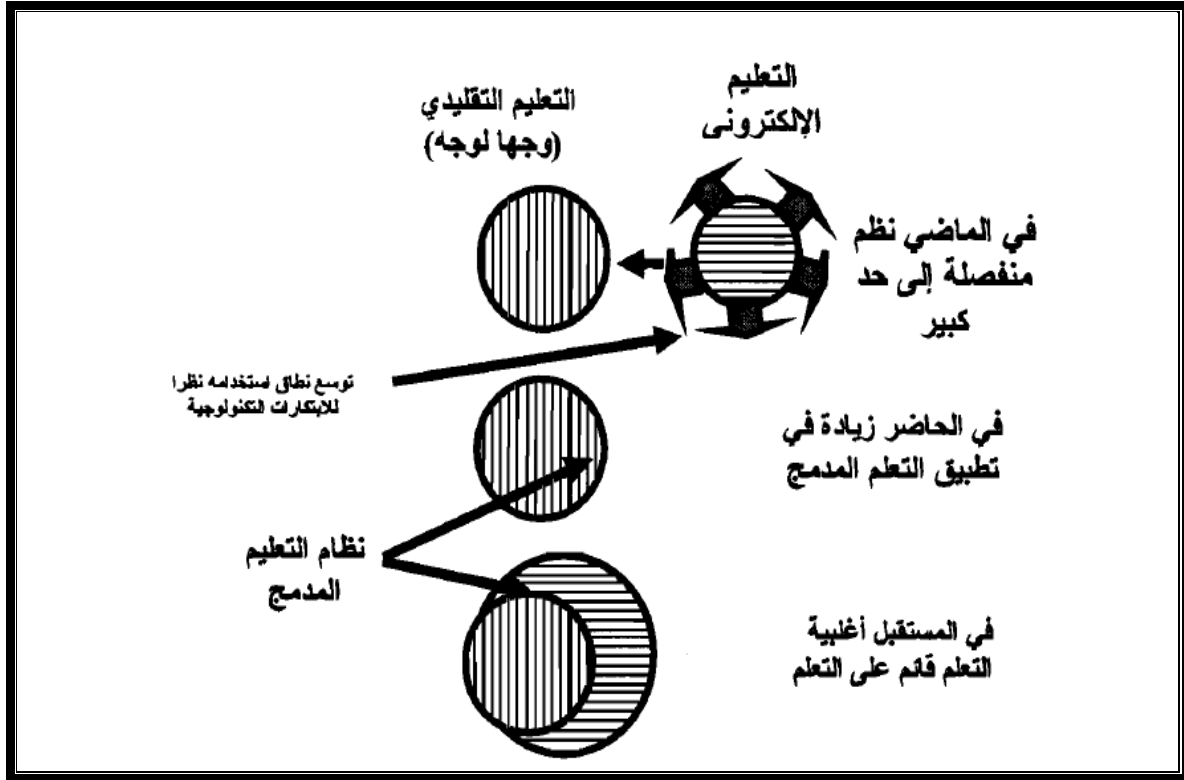 التعليم
الإلكترونى
التعليم التقليدي
(وجها لوجه)
في الماضي نظم
منفصلة إلى حد
كبير
توسع نطاق استخدامه نظرا
للابتكارات التكنولوجية
في الحاضر زيادة في
تطبيق التعلم المدمج
نظام التعليم
المدمج
في المستقبل أغلبية
التعلم قائم على التعلم